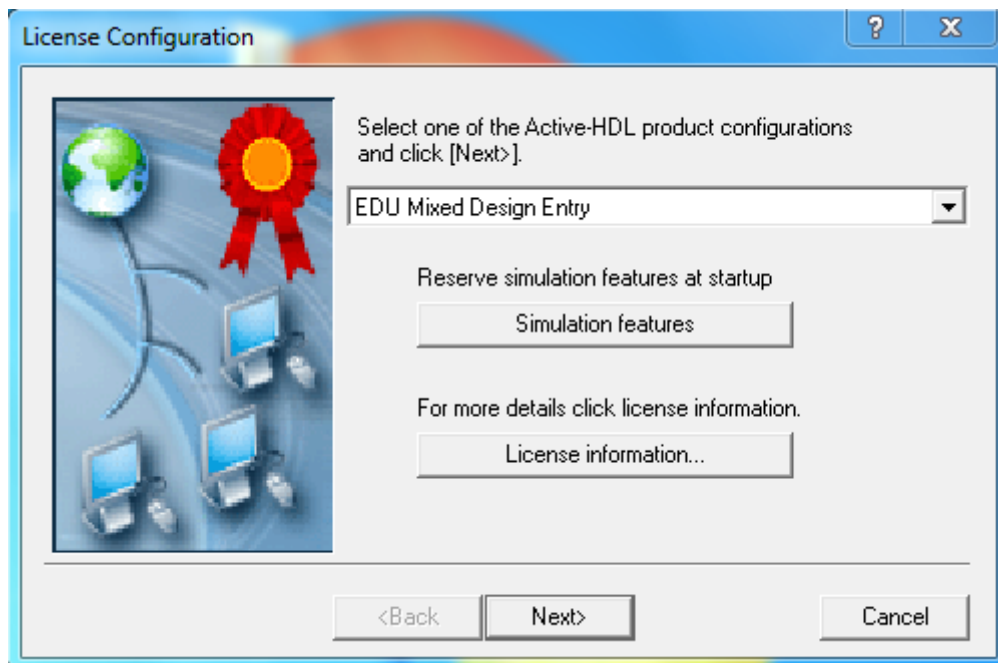 License Configuration
Select one of the Active-HDL product configurations
and click [Next>].
EDU Mixed Design Entry
Reserve simulation features at startup
Simulation features
For more details click license information.
License information...
<Back
Next>
Cancel